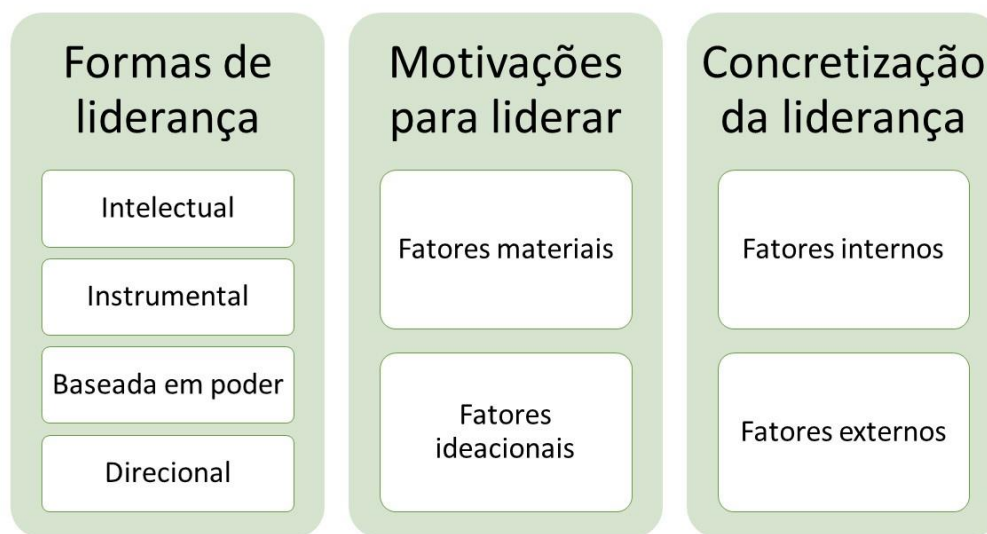 Formas de
liderança
Intelectual
Instrumental
Baseada em poder
Direcional
Motivações
para liderar
Fatores materiais
Fatores
ideacionais
Concretização
da liderança
Fatores internos
Fatores externos